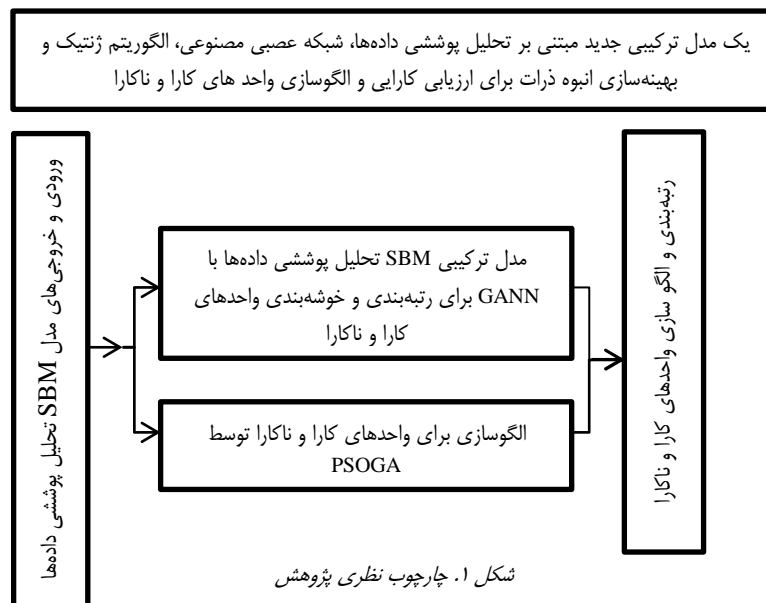 یک مدل ترکیبی جدید مبتنی بر تحلیل پوششی داده‌ها، شبکه عصبی مصنوعی، الگوریتم ژنتیک و
بهینه‌سازی انبوه ذرات برای ارزیابی کارایی و الگوسازی واحد های کارا و ناکارا
ورودی و خروجی‌های مدل SBM تحلیل پوششی داده‌ها
مدل ترکیبی SBM تحلیل پوششی داده‌ها با
GANN برای رتبه‌بندی و خوشه‌بندی واحدهای
کارا و ناکارا
الگوسازی برای واحدهای کارا و ناکارا توسط
PSOGA
رتبه‌بندی و الگو سازی واحدهای کارا و ناکارا
شکل ۱. چارچوب نظری پژوهش